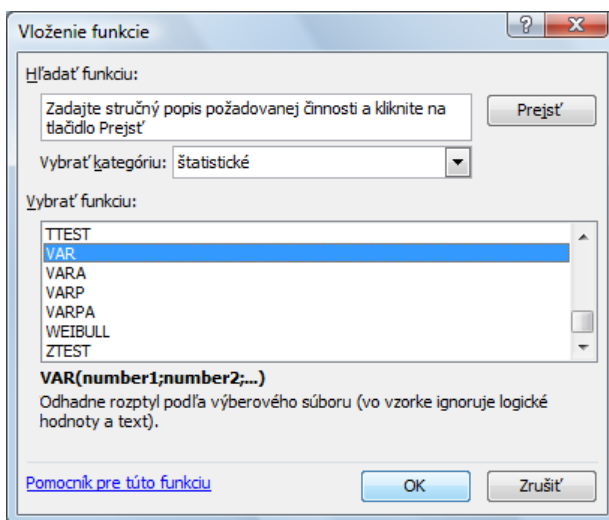 Vloženie funkcie
Hľadať funkciu:
Zadajte stručný popis požadovanej činnosti a kliknite na
tlačidlo Prejsť
Prejsť
Vybrať kategóriu: štatistické
Vybrať funkciu:
TTEST
VAR
VARA
VARP
VARPA
WEIBULL
ZTEST
VAR(number1;number2;...)
Odhadne rozptyl podľa výberového súboru (vo vzorke ignoruje logické
hodnoty a text).
Pomocník pre túto funkciu
OK
Zrušiť